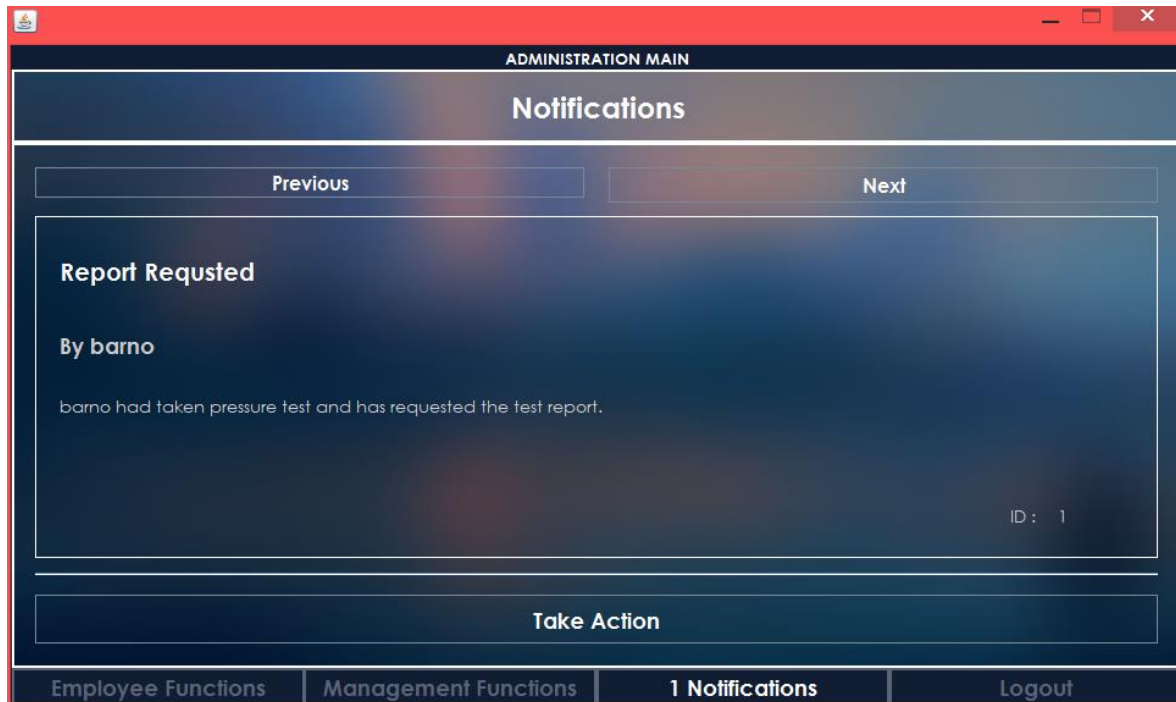 ADMINISTRATION MAIN
Notifications
Previous Next
Report Requsted
By barno
barno had taken pressure test and has requested the test report.
ID : 1
Take Action
Employee Functions Management Functions 1 Notifications Logout